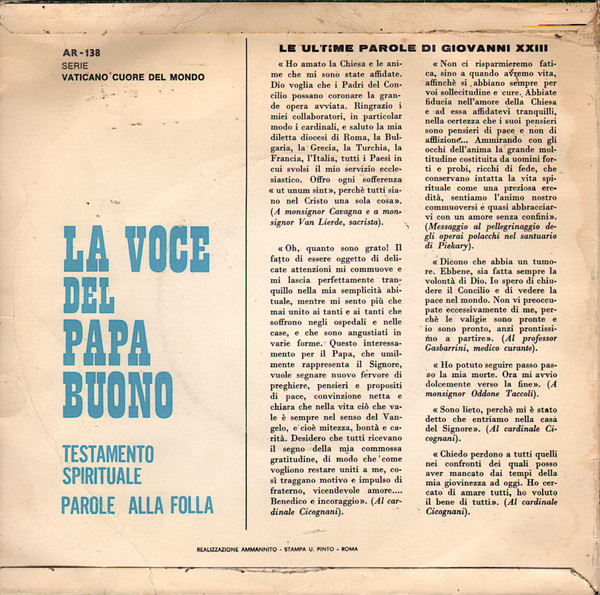 AR - 138
SERIE
VATICANO CUORE DEL MONDO
LA VOCE
DEL
PAPA
BUONO
TESTAMENTO
SPIRITUALE
PAROLE ALLA FOLLA
LE ULTIME PAROLE DI GIOVANNI XXIII
« Ho amato la Chiesa e le ani-
me che mi sono state affidate.
Dio voglia che i Padri del Con-
cilio possano coronare la gran-
de opera avviata. Ringrazio i
miei collaboratori, in particolar
modo i cardinali, e saluto la mia
diletta diocesi di Roma, la Bul-
garia, la Grecia, la Turchia, la
Francia, l'Italia, tutti i Paesi in
cui svolsi il mio servizio eccle-
siastico. Offro ogni sofferenza
« ut unum sint », perchè tutti sia-
no nel Cristo una sola cosa».
(A monsignor Cavagna e a mon-
signor Van Lierde, sacrista).
«Oh, quanto sono grato! Il
fatto di essere oggetto di deli-
cate attenzioni mi commuove e
mi lascia perfettamente tran-
quillo nella mia semplicità abi-
tuale, mentre mi sento più che
mai unito ai tanti e ai tanti che
soffrono negli ospedali e nelle
case, e che sono angustiati in
varie forme. Questo interessa-
mento per il Papa, che umil-
mente rappresenta il Signore,
vuole segnare nuovo fervore di
preghiere, pensieri e propositi
di pace, convinzione netta e
chiara che nella vita ciò che va-
le è sempre nel senso del Van-
gelo, e cioè mitezza, bontà e ca-
rità. Desidero che tutti ricevano
il segno della mia commossa
gratitudine, di modo che come
vogliono restare uniti a me, co-
sì traggano motivo e impulso di
fraterno, vicendevole amore....
Benedico e incoraggio». (Al car-
dinale Cicognani).
« Non ci risparmieremo fati-
ca, sino a quando avremo vita,
affinchè si abbiano sempre per
voi sollecitudine e cure. Abbiate
fiducia nell'amore della Chiesa
e ad essa affidatevi tranquilli,
nella certezza che i suoi pensieri
sono pensieri di pace e non di
afflizione... Ammirando con gli
occhi dell'anima la grande mol-
titudine costituita da uomini for-
ti e probi, ricchi di fede, che
conservano intatta la vita spi-
rituale come una preziosa ere-
dità, sentiamo l'animo nostro
commuoversi e quasi abbracciar-
vi con un amore senza confini».
(Messaggio al pellegrinaggio de-
gli operai polacchi nel santuario
di Piekary).
« Dicono che abbia un tumo-
re. Ebbene, sia fatta sempre la
volontà di Dio. Io spero di chiu-
dere il Concilio e di vedere la
pace nel mondo. Non vi preoccu-
pate eccessivamente di me, per-
chè le valigie sono pronte e
io sono pronto, anzi prontissi-
mo a partire». (Al professor
Gasbarrini, medico curante).
« Ho potuto seguire passo pas-
so la mia morte. Ora mi avvio
dolcemente verso la fine». (A
monsignor Oddone Taccoli).
« Sono lieto, perchè mi è stato
detto che entriamo nella casa
del Signore». (Al cardinale Ci-
cognani).
« Chiedo perdono a tutti quelli
nei confronti dei quali posso
aver mancato dai tempi della
mia giovinezza ad oggi. Ho cer-
cato di amare tutti, ho voluto
il bene di tutti». (Al cardinale
Cicognani).
REALIZZAZIONE AMMANNITO - STAMPA U. PINTO - ROMA